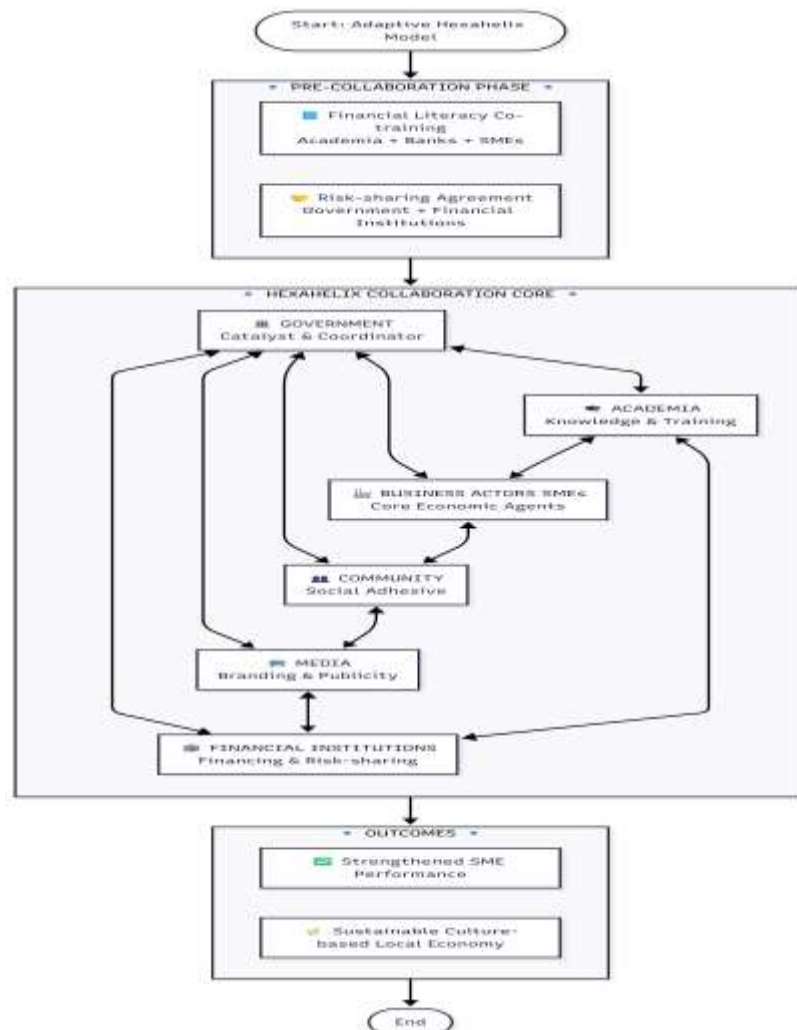 Start: Adaptive Hexahelix
Model
PRE-COLLABORATION PHASE
Financial Literacy Co-
training
Academia + Banks + SMEs
Risk-sharing Agreement
Government + Financial
Institutions
HEXAHELIX COLLABORATION CORE
GOVERNMENT
Catalyst & Coordinator
ACADEMIA
Knowledge & Training
BUSINESS ACTORS SMEs
Core Economic Agents
COMMUNITY
Social Adhesive
MEDIA
Branding & Publicity
FINANCIAL INSTITUTIONS
Financing & Risk-sharing
OUTCOMES
Strengthened SME
Performance
Sustainable Culture-
based Local Economy
End